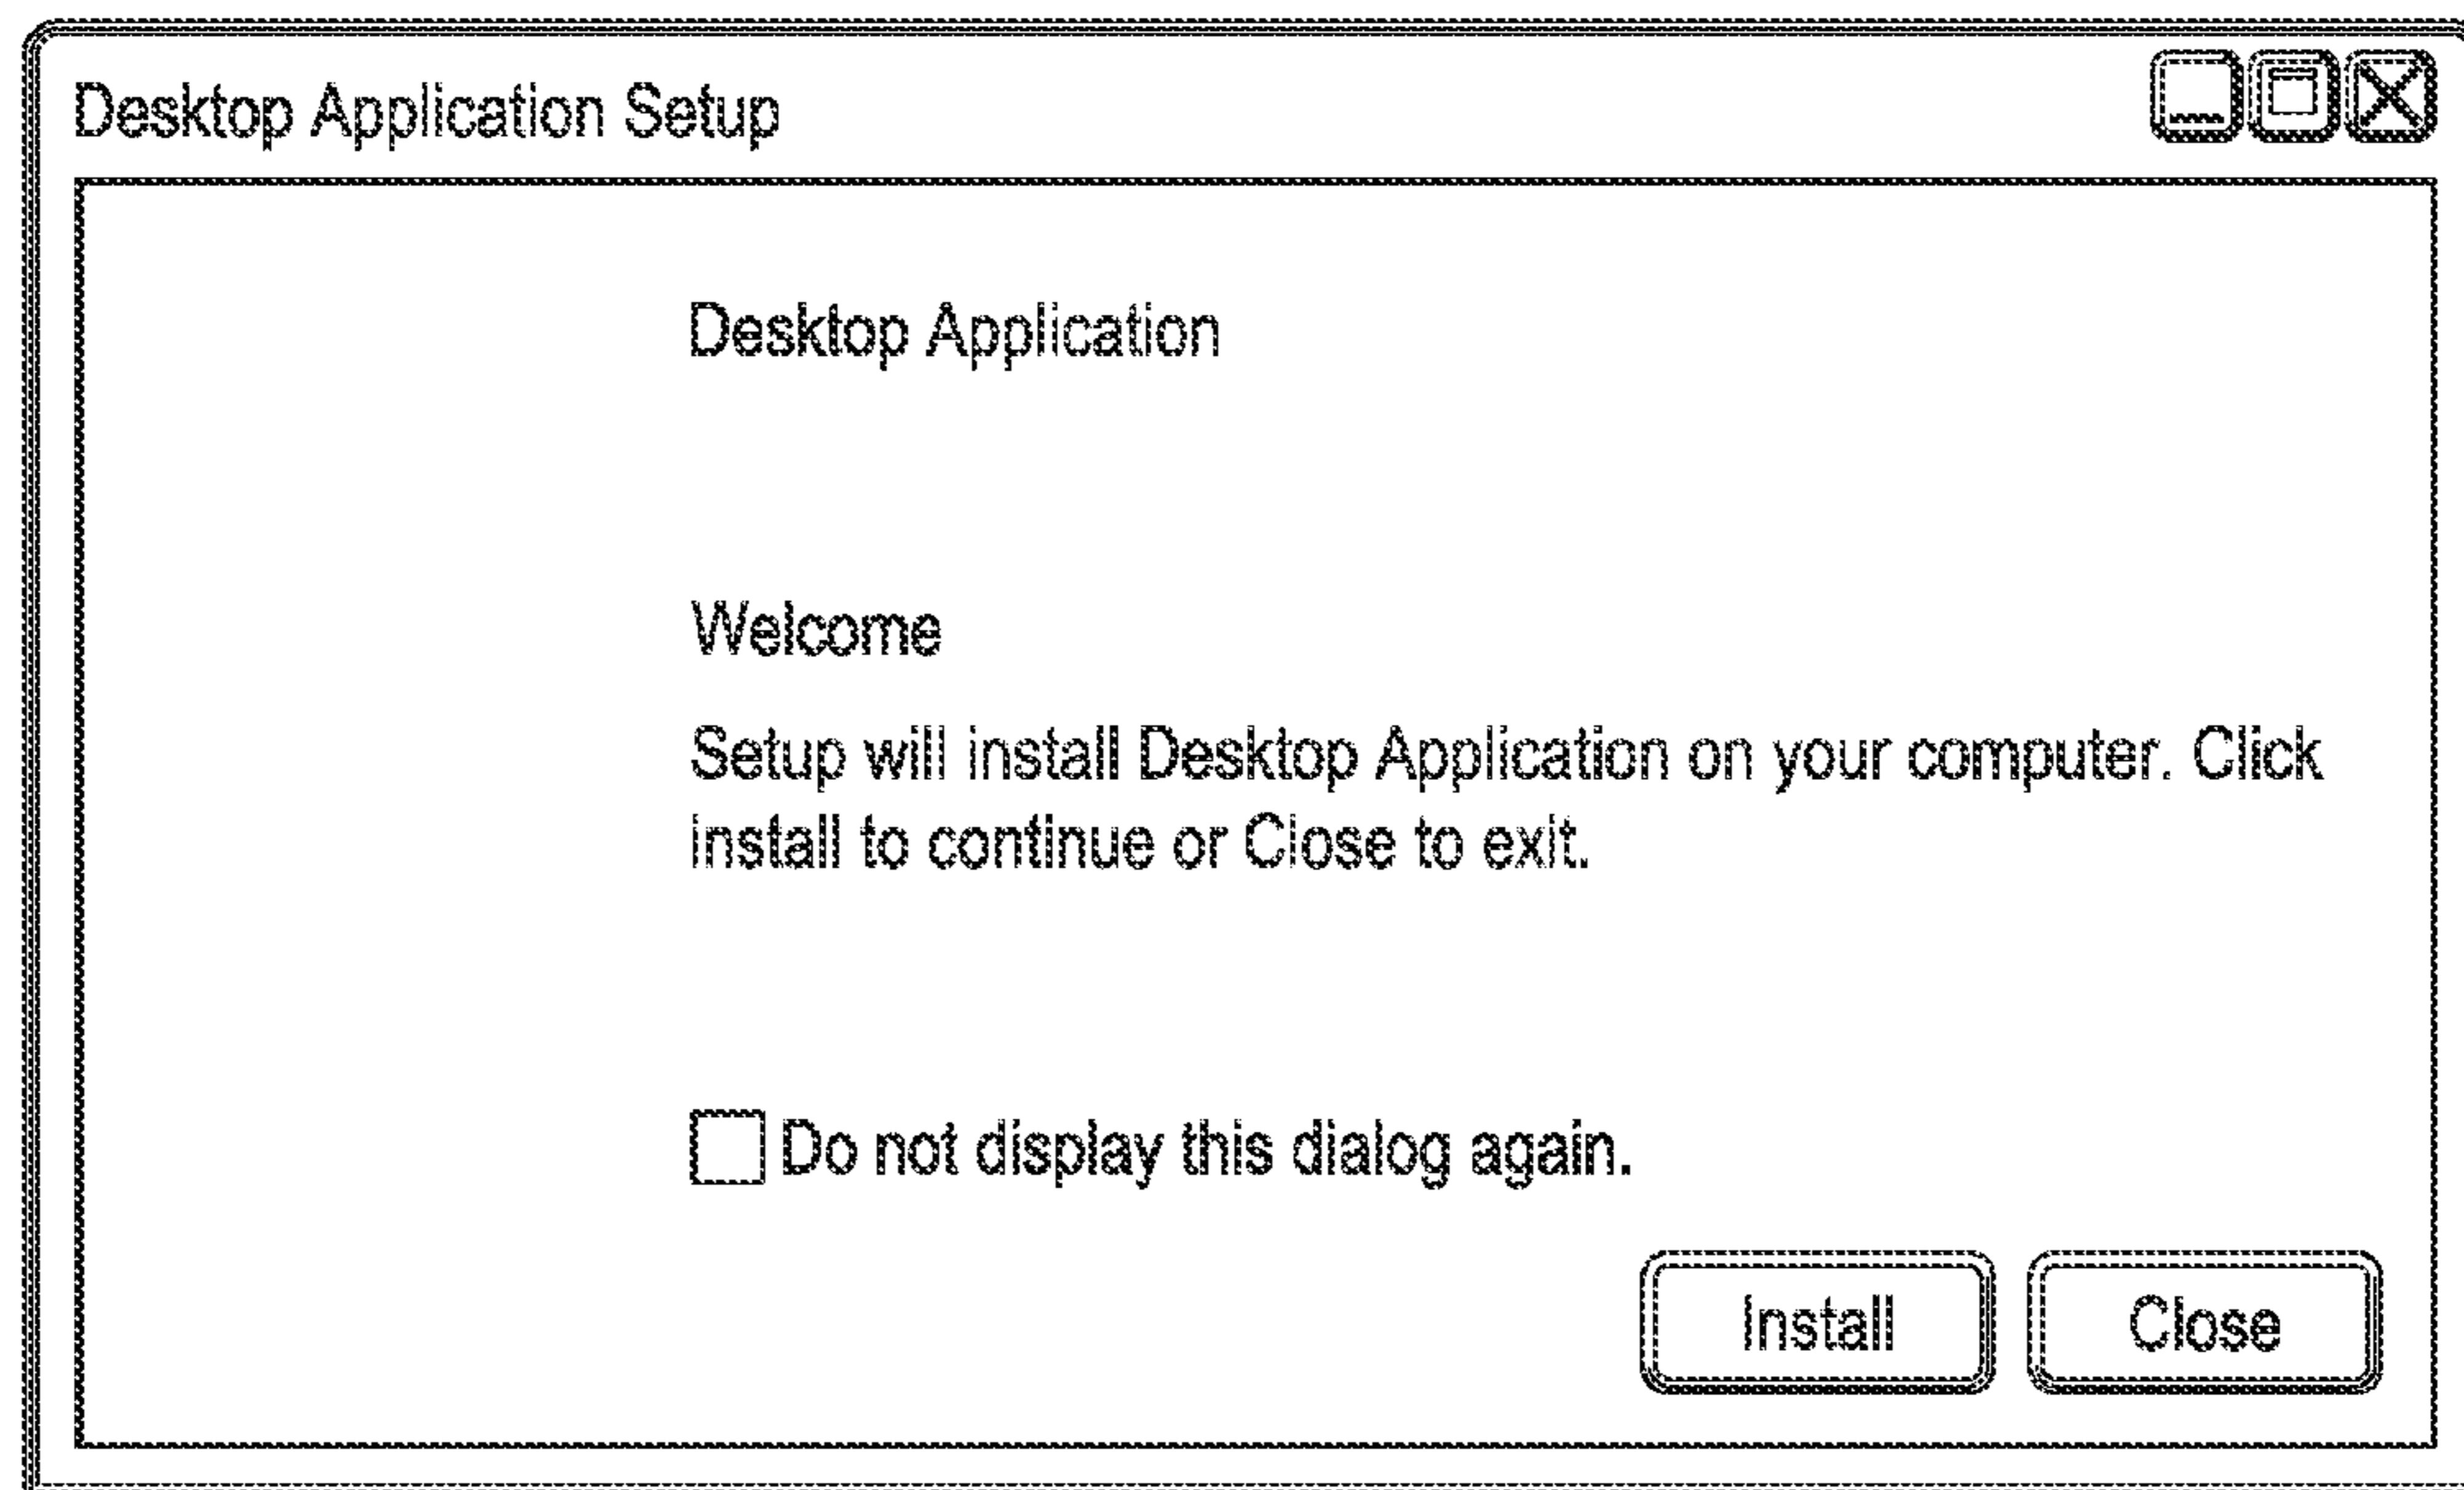 Desktop Application Setup
Desktop Application
Welcome
Setup will install Desktop Application on your computer. Click
install to continue or Close to exit.
Do not display this dialog again.
Install
Close